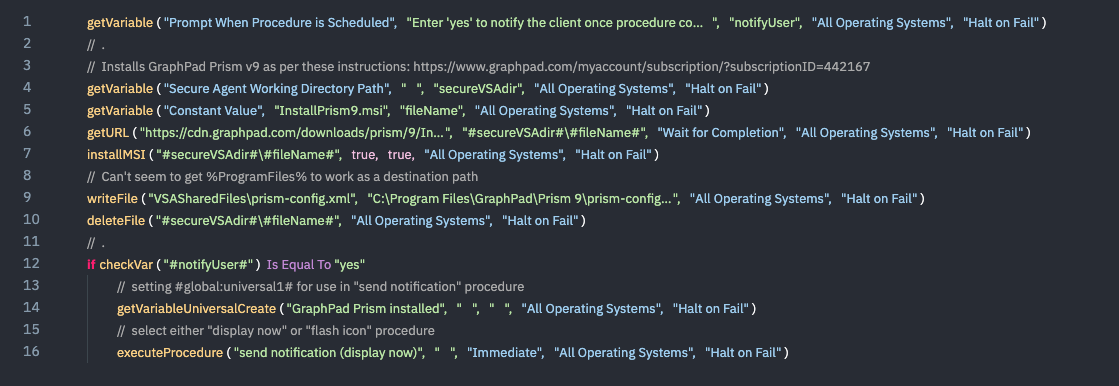 1 getVariable ("Prompt When Procedure is Scheduled", "Enter 'yes' to notify the client once procedure co... ", "notifyUser", "All Operating Systems", "Halt on Fail")
2 // .
3 // Installs GraphPad Prism v9 as per these instructions: https://www.graphpad.com/myaccount/subscription/?subscriptionID=442167
4 getVariable ("Secure Agent Working Directory Path", " ", "secureVSAdir", "All Operating Systems", "Halt on Fail")
5 getVariable ("Constant Value", "InstallPrism9.msi", "fileName", "All Operating Systems", "Halt on Fail")
6 getURL ("https://cdn.graphpad.com/downloads/prism/9/In...", "#secureVSAdir#\#fileName#", "Wait for Completion", "All Operating Systems", "Halt on Fail")
7 installMSI ("#secureVSAdir#\#fileName#", true, true, "All Operating Systems", "Halt on Fail")
8 // Can't seem to get %ProgramFiles% to work as a destination path
9 writeFile ("VSASharedFiles\prism-config.xml", "C:\Program Files\GraphPad\Prism 9\prism-config...", "All Operating Systems", "Halt on Fail")
10 deleteFile ("#secureVSAdir#\#fileName#", "All Operating Systems", "Halt on Fail")
11 // .
12 if checkVar ("#notifyUser#") Is Equal To "yes"
13 // setting #global:universal1# for use in "send notification" procedure
14 getVariableUniversalCreate ("GraphPad Prism installed", " ", " ", "All Operating Systems", "Halt on Fail")
15 // select either "display now" or "flash icon" procedure
16 executeProcedure ("send notification (display now)", " ", "Immediate", "All Operating Systems", "Halt on Fail")